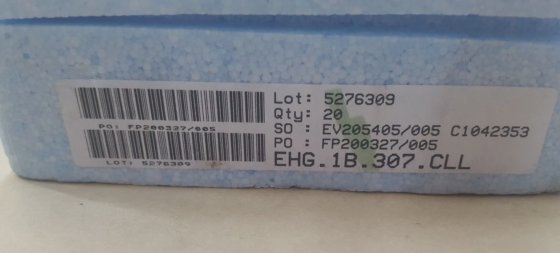 PO: FP200327/005
LOT: 5276309
Lot: 5276309
Qty: 20
SO : EV205405/005 C1042353
PO : FP200327/005
EHG.1B.307.CLL